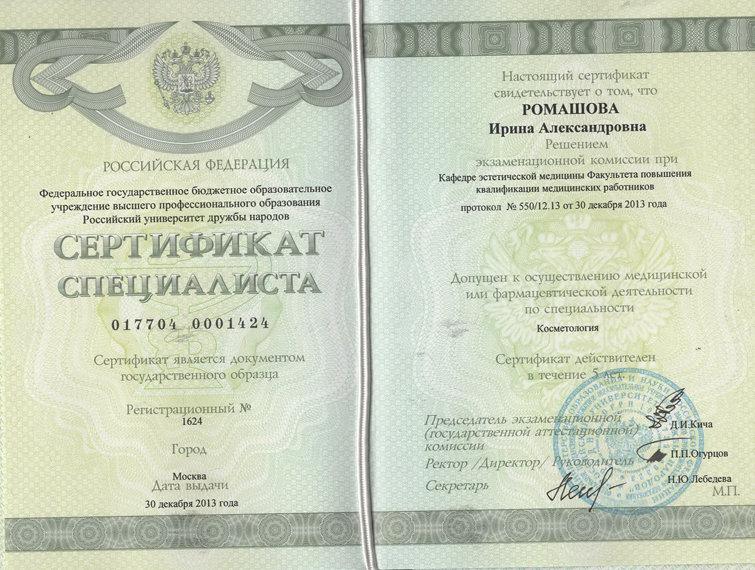 РОССИЙСКАЯ ФЕДЕРАЦИЯ
Федеральное государственное бюджетное образовательное
учреждение высшего профессионального образования
Российский университет дружбы народов
СЕРТИФИКАТ
СПЕЦИАЛИСТА
017704 0001424
Сертификат является документом
государственного образца
Регистрационный №
1624
Город
Москва
Дата выдачи
30 декабря 2013 года
Настоящий сертификат
свидетельствует о том, что
РОМАШОВА
Ирина Александровна
Решением
экзаменационной комиссии при
Кафедре эстетической медицины Факультета повышения
квалификации медицинских работников
протокол № 550/12.13 от 30 декабря 2013 года
Допущен к осуществлению медицинской
или фармацевтической деятельности
по специальности
Косметология
Сертификат действителен
в течение 5 лет.
Председатель экзаменационной
(государственной аттестационной)
комиссии
Д.И.Кича
Ректор /Директор/ Руководитель
П.П.Огурцов
Секретарь
Н.Ю.Лебедева
М.П.